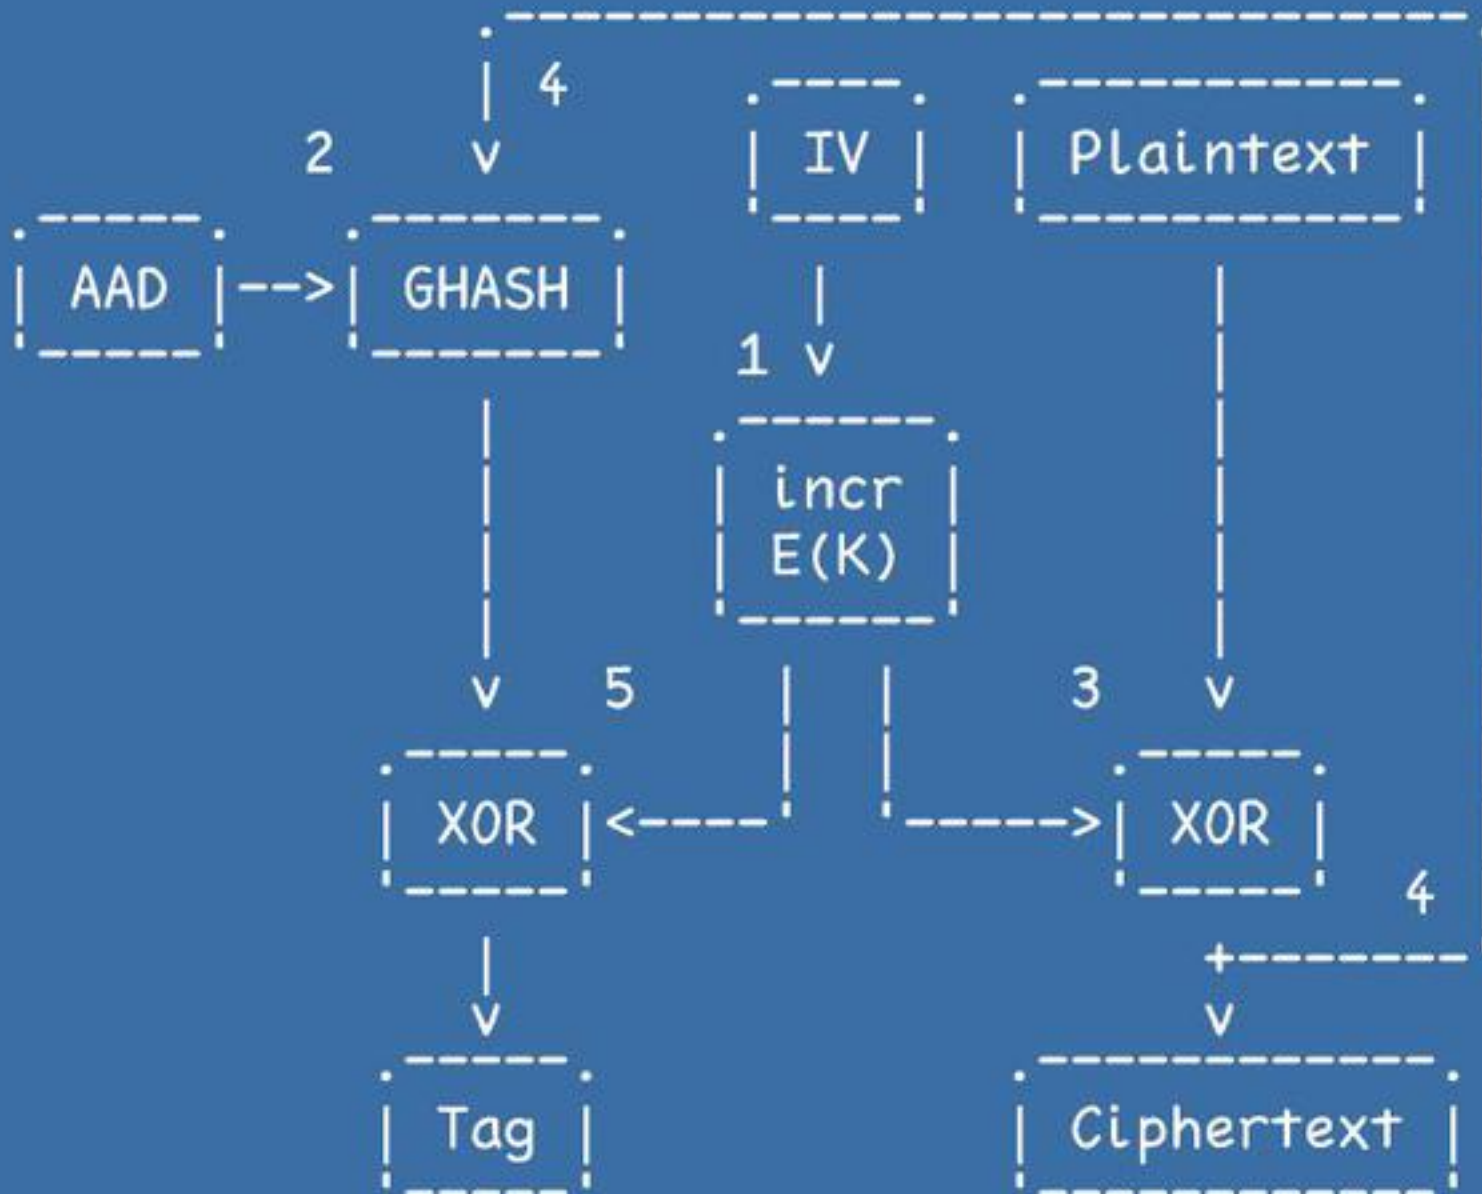 4
2
IV
Plaintext
AAD
GHASH
1
incr
E(K)
5
3
XOR
XOR
4
Tag
Ciphertext